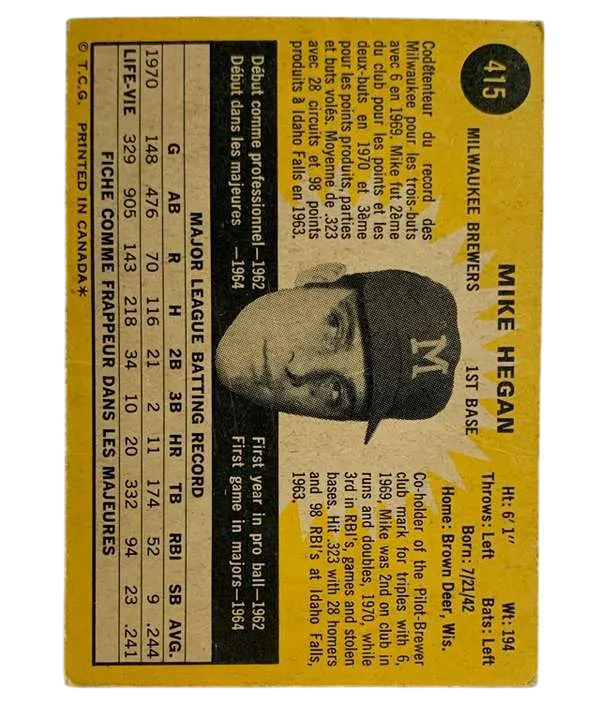 415
MIKE HEGAN
MILWAUKEE BREWERS 1ST BASE
Ht: 6' 1" Wt: 194
Throws: Left Bats: Left
Born: 7/21/42
Home: Brown Deer, Wis.
Codétenteur du record des
Milwaukee pour les trois-buts
avec 6 en 1969, Mike fut 2ème
du club pour les points et les
deux-buts en 1970 et 3ème
pour les points produits, parties
et buts volés. Moyenne de .323
avec 28 circuits et 98 points
produits à Idaho Falls en 1963.
M
Co-holder of the Pilot-Brewer
club mark for triples with 6,
1969, Mike was 2nd on club in
runs and doubles, 1970, while
3rd in RBI's, games and stolen
bases. Hit .323 with 28 homers
and 98 RBI's at Idaho Falls,
1963.
Début comme professionnel—1962
Début dans les majeures —1964
First year in pro ball—1962
First game in majors—1964
MAJOR LEAGUE BATTING RECORD
G AB R H 2B 3B HR TB RBI SB AVG.
1970 148 476 70 116 21 2 11 174 52 9 .244
LIFE-VIE 329 905 143 218 34 10 20 332 94 23 .241
FICHE COMME FRAPPEUR DANS LES MAJEURES
© T.C.G. PRINTED IN CANADA*